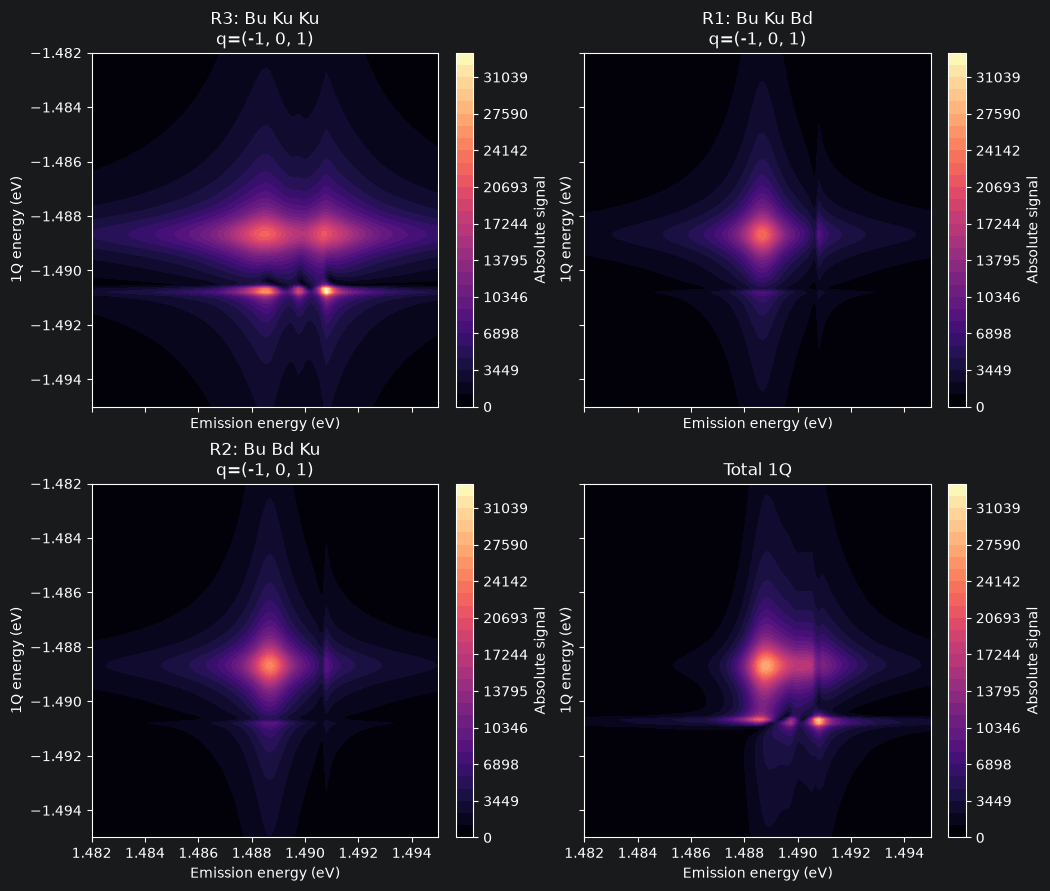 R3: Bu Ku Ku
q=(-1, 0, 1)
−1.482
−1.484
−1.486
−1.488
−1.490
−1.492
−1.494
1Q energy (eV)
Emission energy (eV)
31039
27590
24142
20693
17244
13795
10346
6898
3449
0
Absolute signal
R1: Bu Ku Bd
q=(-1, 0, 1)
1Q energy (eV)
Emission energy (eV)
31039
27590
24142
20693
17244
13795
10346
6898
3449
0
Absolute signal
R2: Bu Bd Ku
q=(-1, 0, 1)
−1.482
−1.484
−1.486
−1.488
−1.490
−1.492
−1.494
1Q energy (eV)
1.482 1.484 1.486 1.488 1.490 1.492 1.494
Emission energy (eV)
31039
27590
24142
20693
17244
13795
10346
6898
3449
0
Absolute signal
Total 1Q
1Q energy (eV)
1.482 1.484 1.486 1.488 1.490 1.492 1.494
Emission energy (eV)
31039
27590
24142
20693
17244
13795
10346
6898
3449
0
Absolute signal